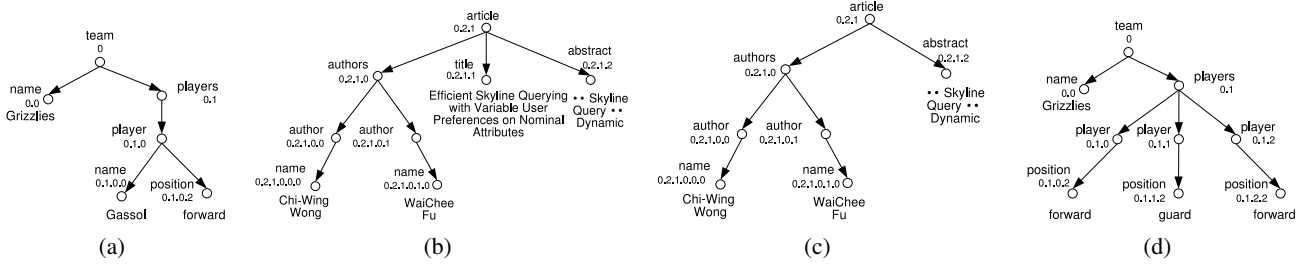 team
0
name
0.0
Grizzlies
players
0.1
player
0.1.0
name
0.1.0.0
Gassol
position
0.1.0.2
forward
(a)
article
0.2.1
authors
0.2.1.0
title
0.2.1.1
Efficient Skyline Querying
with Variable User
Preferences on Nominal
Attributes
abstract
0.2.1.2
•• Skyline
Query ••
Dynamic
author
0.2.1.0.0
author
0.2.1.0.1
name
0.2.1.0.0.0
Chi-Wing
Wong
name
0.2.1.0.1.0
WaiChee
Fu
(b)
article
0.2.1
authors
0.2.1.0
abstract
0.2.1.2
•• Skyline
Query ••
Dynamic
author
0.2.1.0.0
author
0.2.1.0.1
name
0.2.1.0.0.0
Chi-Wing
Wong
name
0.2.1.0.1.0
WaiChee
Fu
(c)
team
0
name
0.0
Grizzlies
players
0.1
player
0.1.0
player
0.1.1
player
0.1.2
position
0.1.0.2
forward
position
0.1.1.2
guard
position
0.1.2.2
forward
(d)